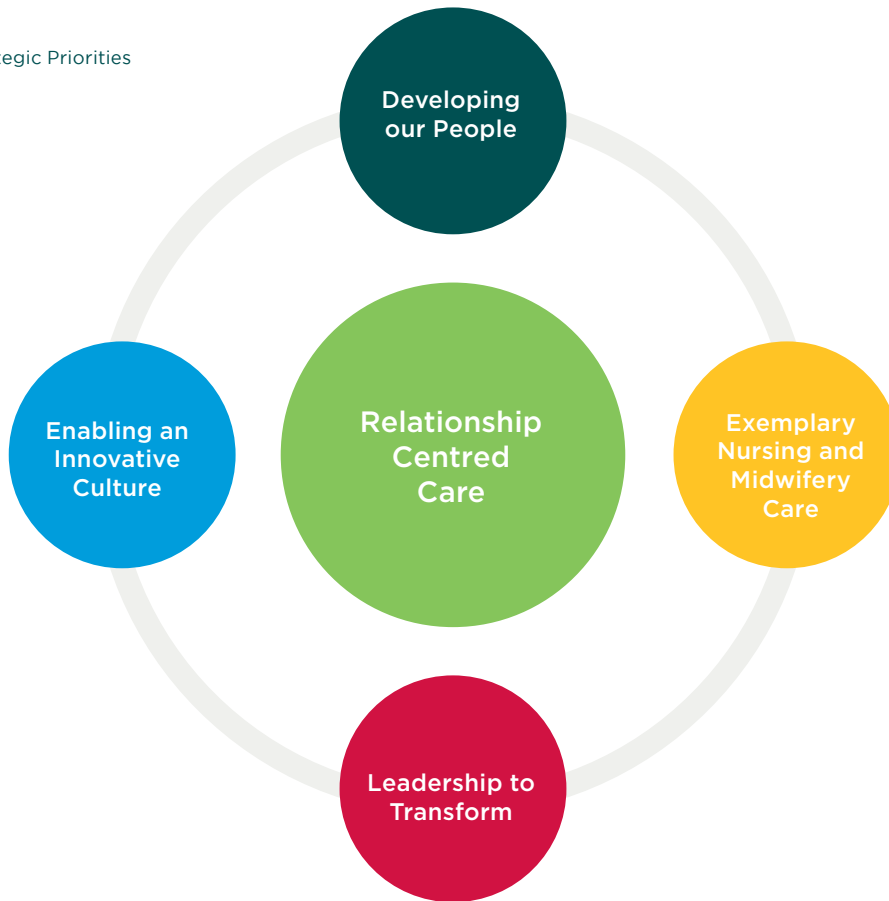 Priorities
Developing
our People
Enabling an
Innovative
Culture
Relationship
Centred
Care
Exemplary
Nursing and
Midwifery
Care
Leadership to
Transform